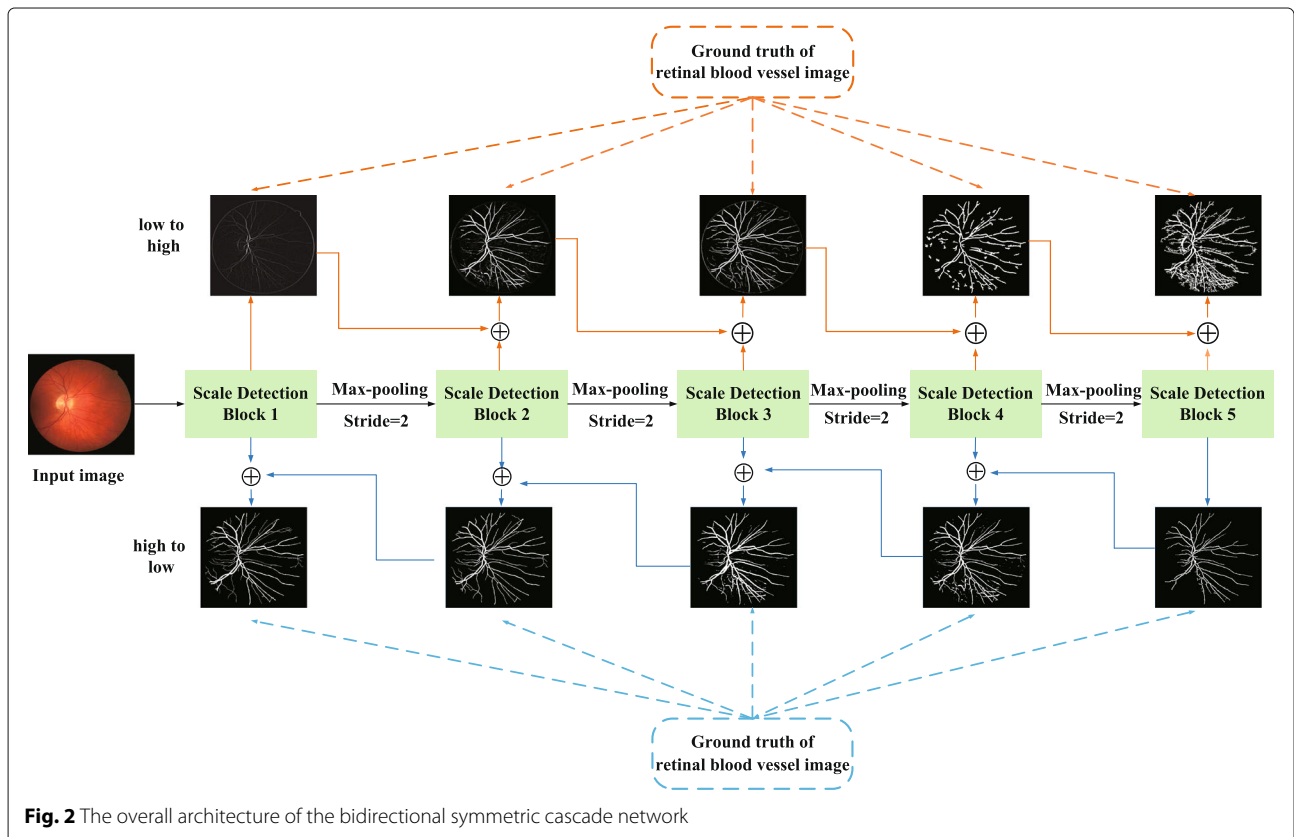 Ground truth of
retinal blood vessel image
low to
high
Scale Detection
Block 1
Max-pooling
Stride=2
Scale Detection
Block 2
Max-pooling
Stride=2
Scale Detection
Block 3
Max-pooling
Stride=2
Scale Detection
Block 4
Max-pooling
Stride=2
Scale Detection
Block 5
Input image
high to
low
Ground truth of
retinal blood vessel image
Fig. 2 The overall architecture of the bidirectional symmetric cascade network